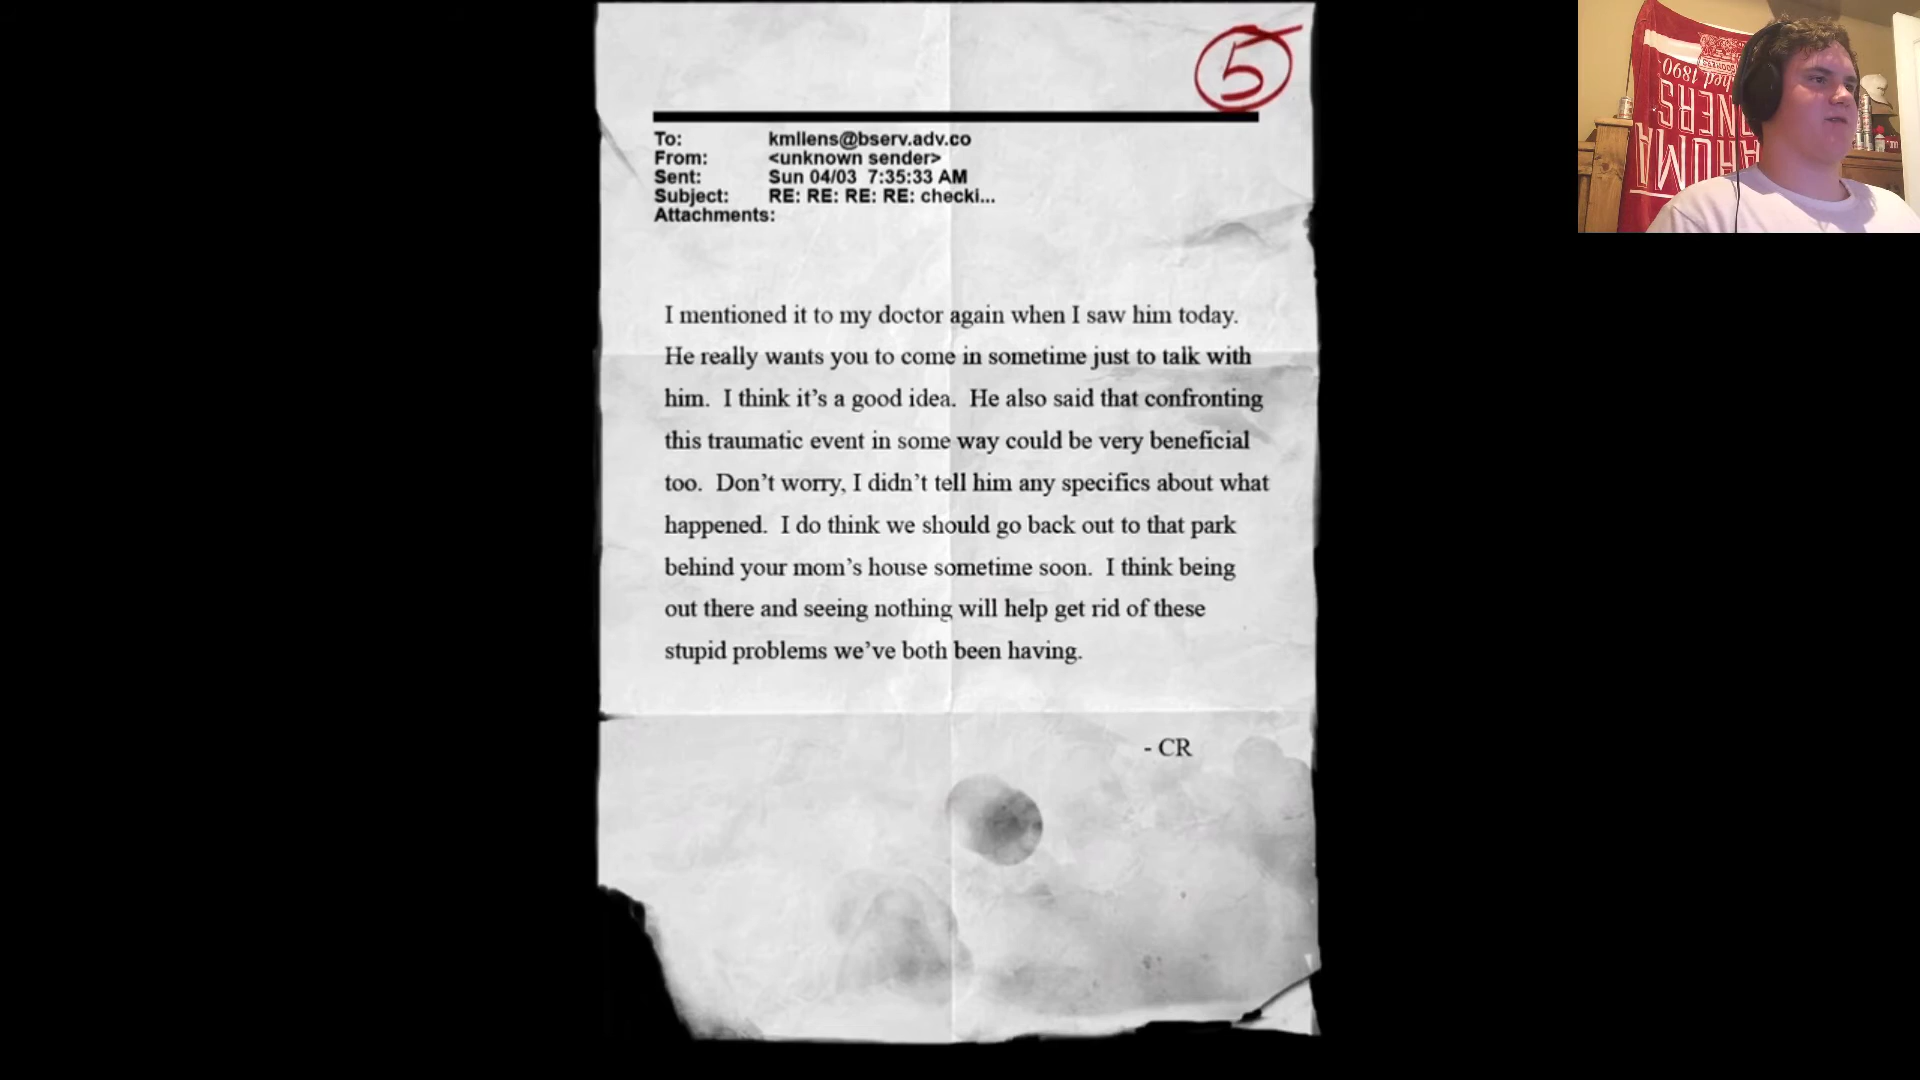 5
To: kmllens@bserv.adv.co
From: <unknown sender>
Sent: Sun 04/03 7:35:33 AM
Subject: RE: RE: RE: RE: checki...
Attachments:
I mentioned it to my doctor again when I saw him today.
He really wants you to come in sometime just to talk with
him. I think it's a good idea. He also said that confronting
this traumatic event in some way could be very beneficial
too. Don't worry, I didn't tell him any specifics about what
happened. I do think we should go back out to that park
behind your mom's house sometime soon. I think being
out there and seeing nothing will help get rid of these
stupid problems we've both been having.
- CR
1890